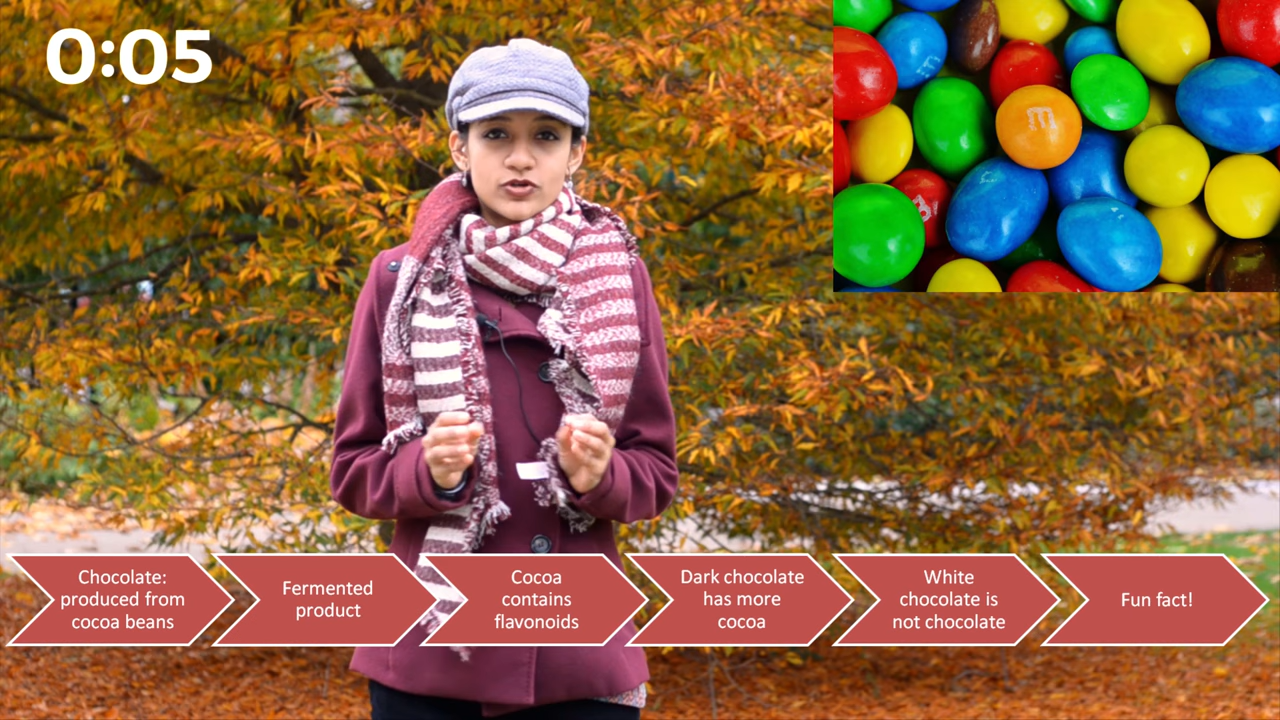 0:05
m
Chocolate:
produced from
cocoa beans
Fermented
product
Cocoa
contains
flavonoids
Dark chocolate
has more
cocoa
White
chocolate is
not chocolate
Fun fact!